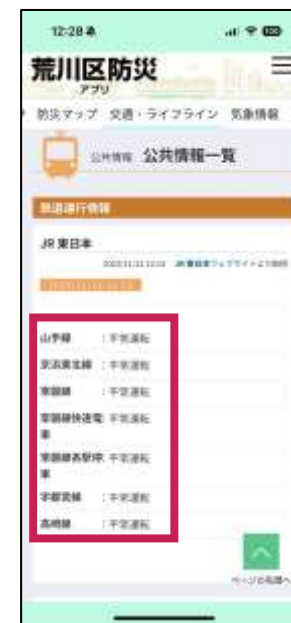 12:28
荒川区防災
アプリ
防災マップ 交通・ライフライン 気象情報
公共情報 公共情報一覧
鉄道運行情報
JR東日本
山手線 ：平常運転
京浜東北線 ：平常運転
常磐線 ：平常運転
常磐線快速電車 平常運転
常磐線各駅停車 平常運転
宇都宮線 ：平常運転
高崎線 ：平常運転
ページの先頭へ